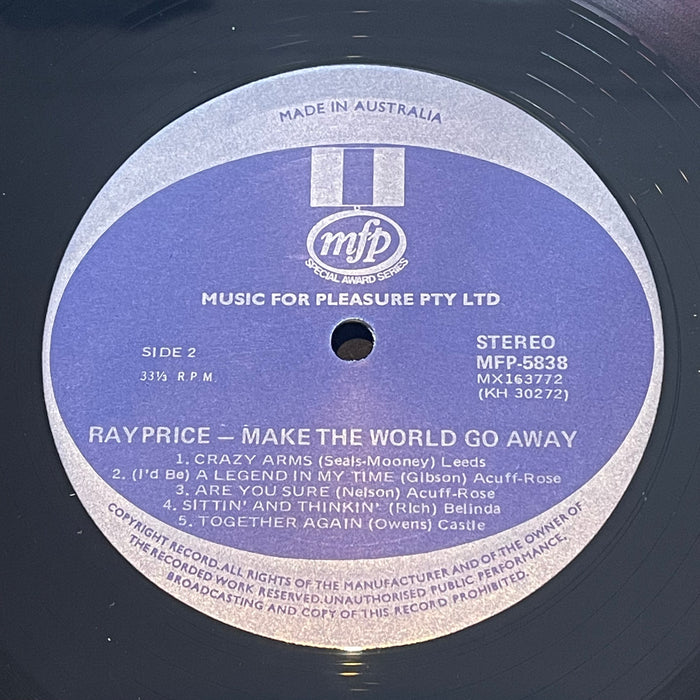 MADE IN AUSTRALIA
mfp
SPECIAL AWARD SERIES
MUSIC FOR PLEASURE PTY LTD
SIDE 2
33⅓ R P M
STEREO
MFP-5838
MX163772
(KH 30272)
RAY PRICE – MAKE THE WORLD GO AWAY
1. CRAZY ARMS (Seals-Mooney) Leeds
2. (I'd Be) A LEGEND IN MY TIME (Gibson) Acuff-Rose
3. ARE YOU SURE (Nelson) Acuff-Rose
4. SITTIN' AND THINKIN' (Rich) Belinda
5. TOGETHER AGAIN (Owens) Castle
COPYRIGHT RECORD. ALL RIGHTS OF THE MANUFACTURER AND OF THE OWNER OF
THE RECORDED WORK RESERVED. UNAUTHORISED PUBLIC PERFORMANCE,
BROADCASTING AND COPY OF THIS RECORD PROHIBITED.